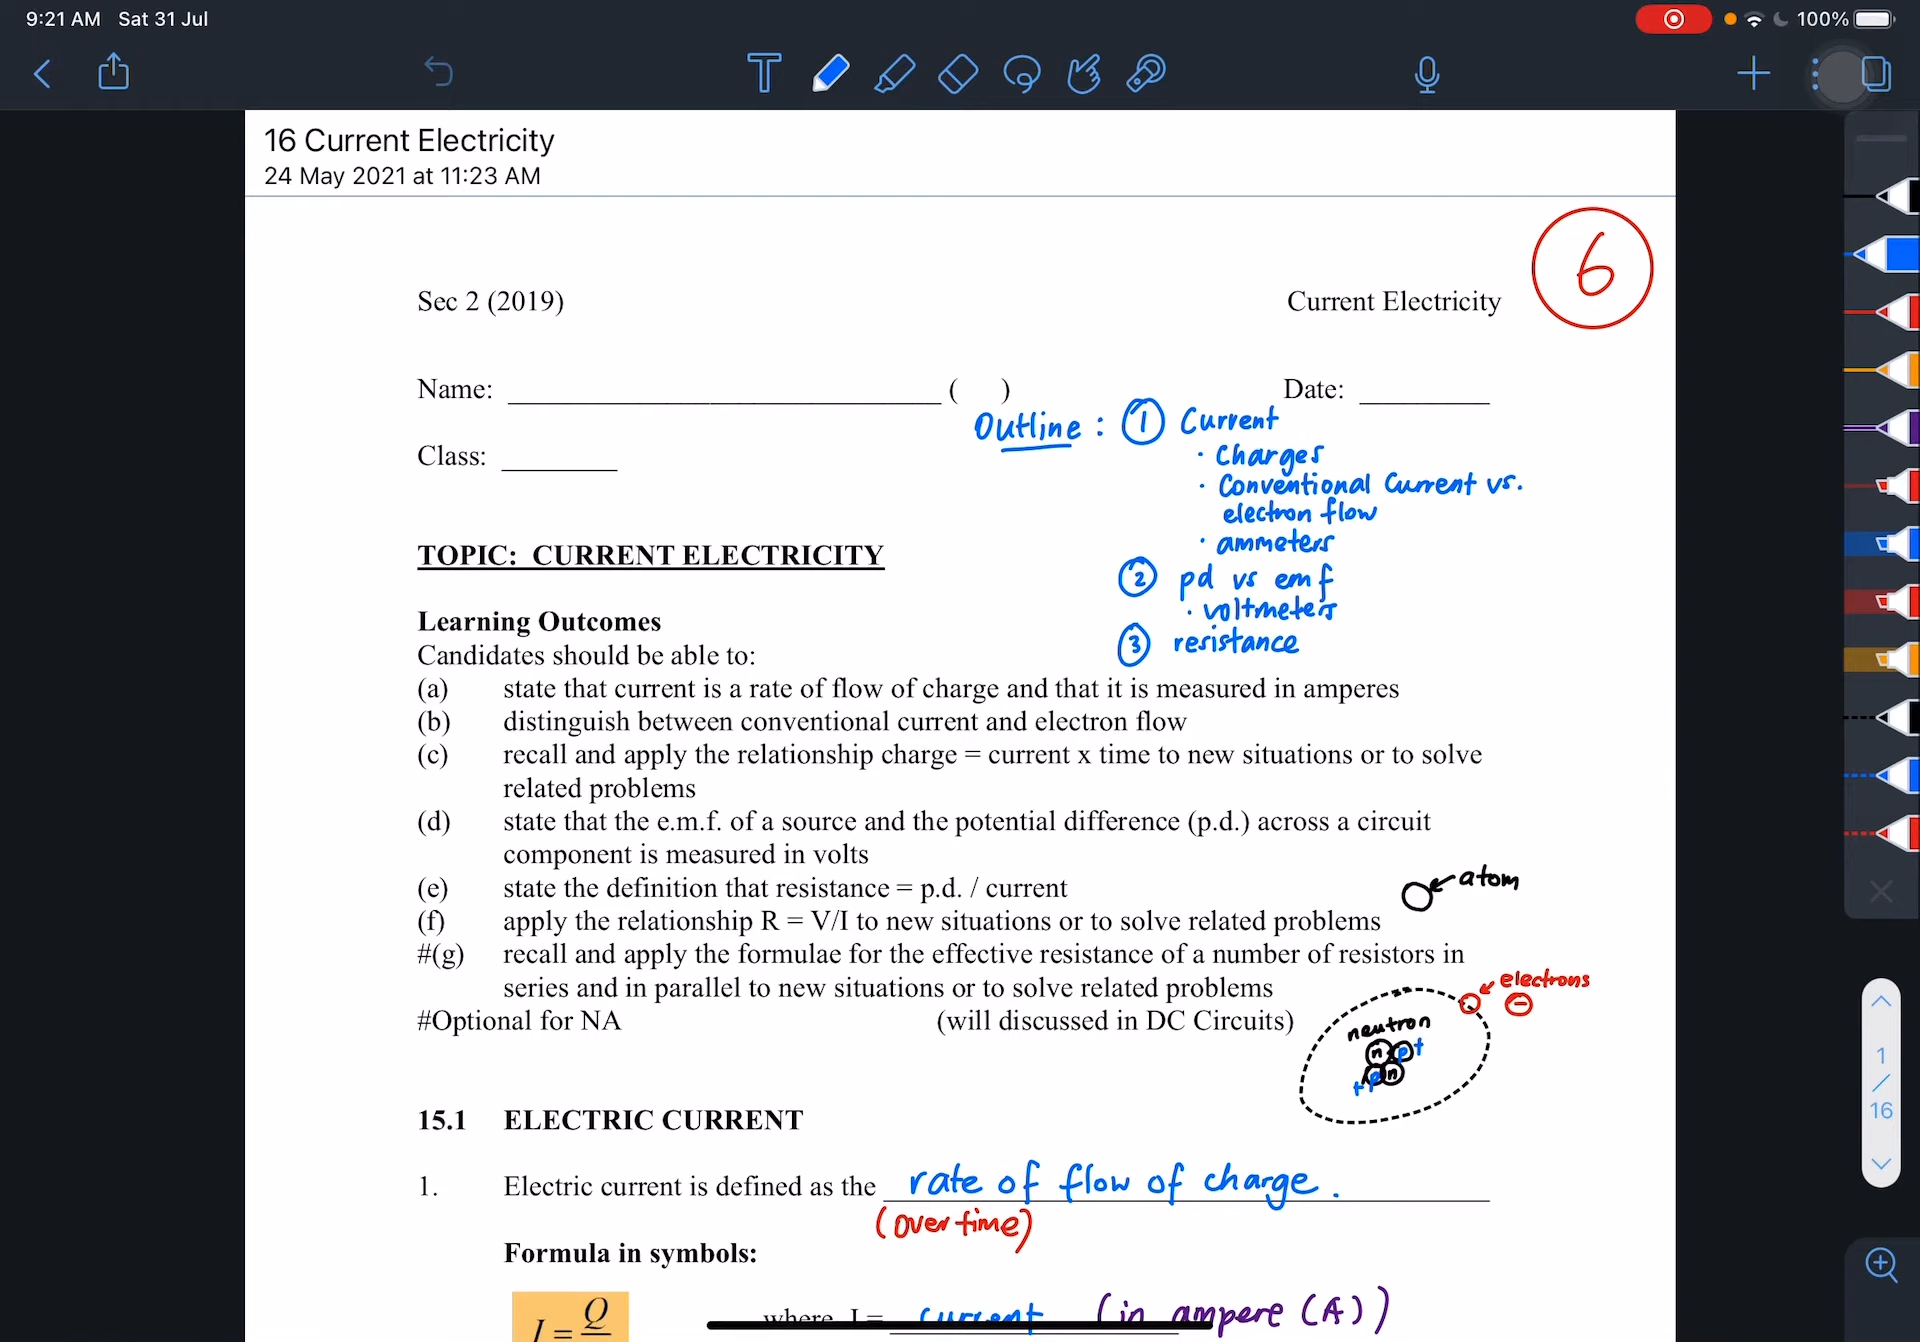 9:21 AM Sat 31 Jul
100%
16 Current Electricity
24 May 2021 at 11:23 AM
6
Sec 2 (2019) Current Electricity
Name: ( ) Date:
Outline : 1 Current
Class:
· Charges
· Conventional Current vs.
electron flow
· ammeters
TOPIC: CURRENT ELECTRICITY
2 pd vs emf
· voltmeters
3 resistance
Learning Outcomes
Candidates should be able to:
(a) state that current is a rate of flow of charge and that it is measured in amperes
(b) distinguish between conventional current and electron flow
(c) recall and apply the relationship charge = current x time to new situations or to solve
related problems
(d) state that the e.m.f. of a source and the potential difference (p.d.) across a circuit
component is measured in volts
(e) state the definition that resistance = p.d. / current
atom
(f) apply the relationship R = V/I to new situations or to solve related problems
#(g) recall and apply the formulae for the effective resistance of a number of resistors in
series and in parallel to new situations or to solve related problems
electrons
-
#Optional for NA (will discussed in DC Circuits)
neutron
n p +
+ p n
15.1 ELECTRIC CURRENT
1. Electric current is defined as the rate of flow of charge.
(over time)
Formula in symbols:
I = Q
where I = current (in ampere (A))
1
/
16